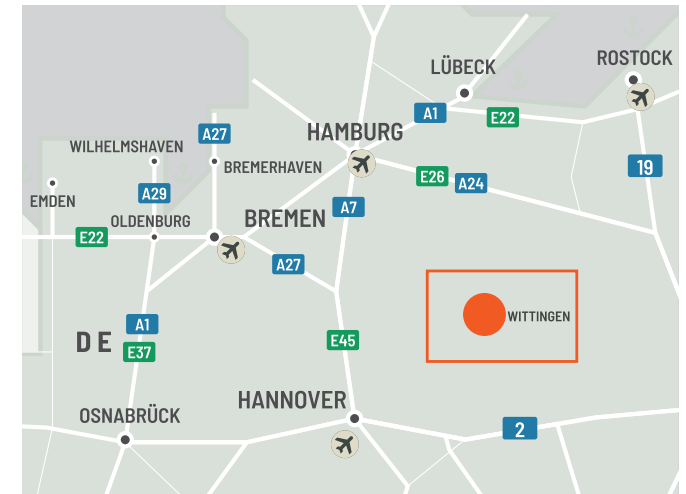 ROSTOCK
LÜBECK
A1
E22
HAMBURG
A27
WILHELMSHAVEN
BREMERHAVEN
19
E26
A24
A29
EMDEN
A7
OLDENBURG
BREMEN
E22
A27
WITTINGEN
A1
DE
E37
E45
HANNOVER
OSNABRÜCK
2